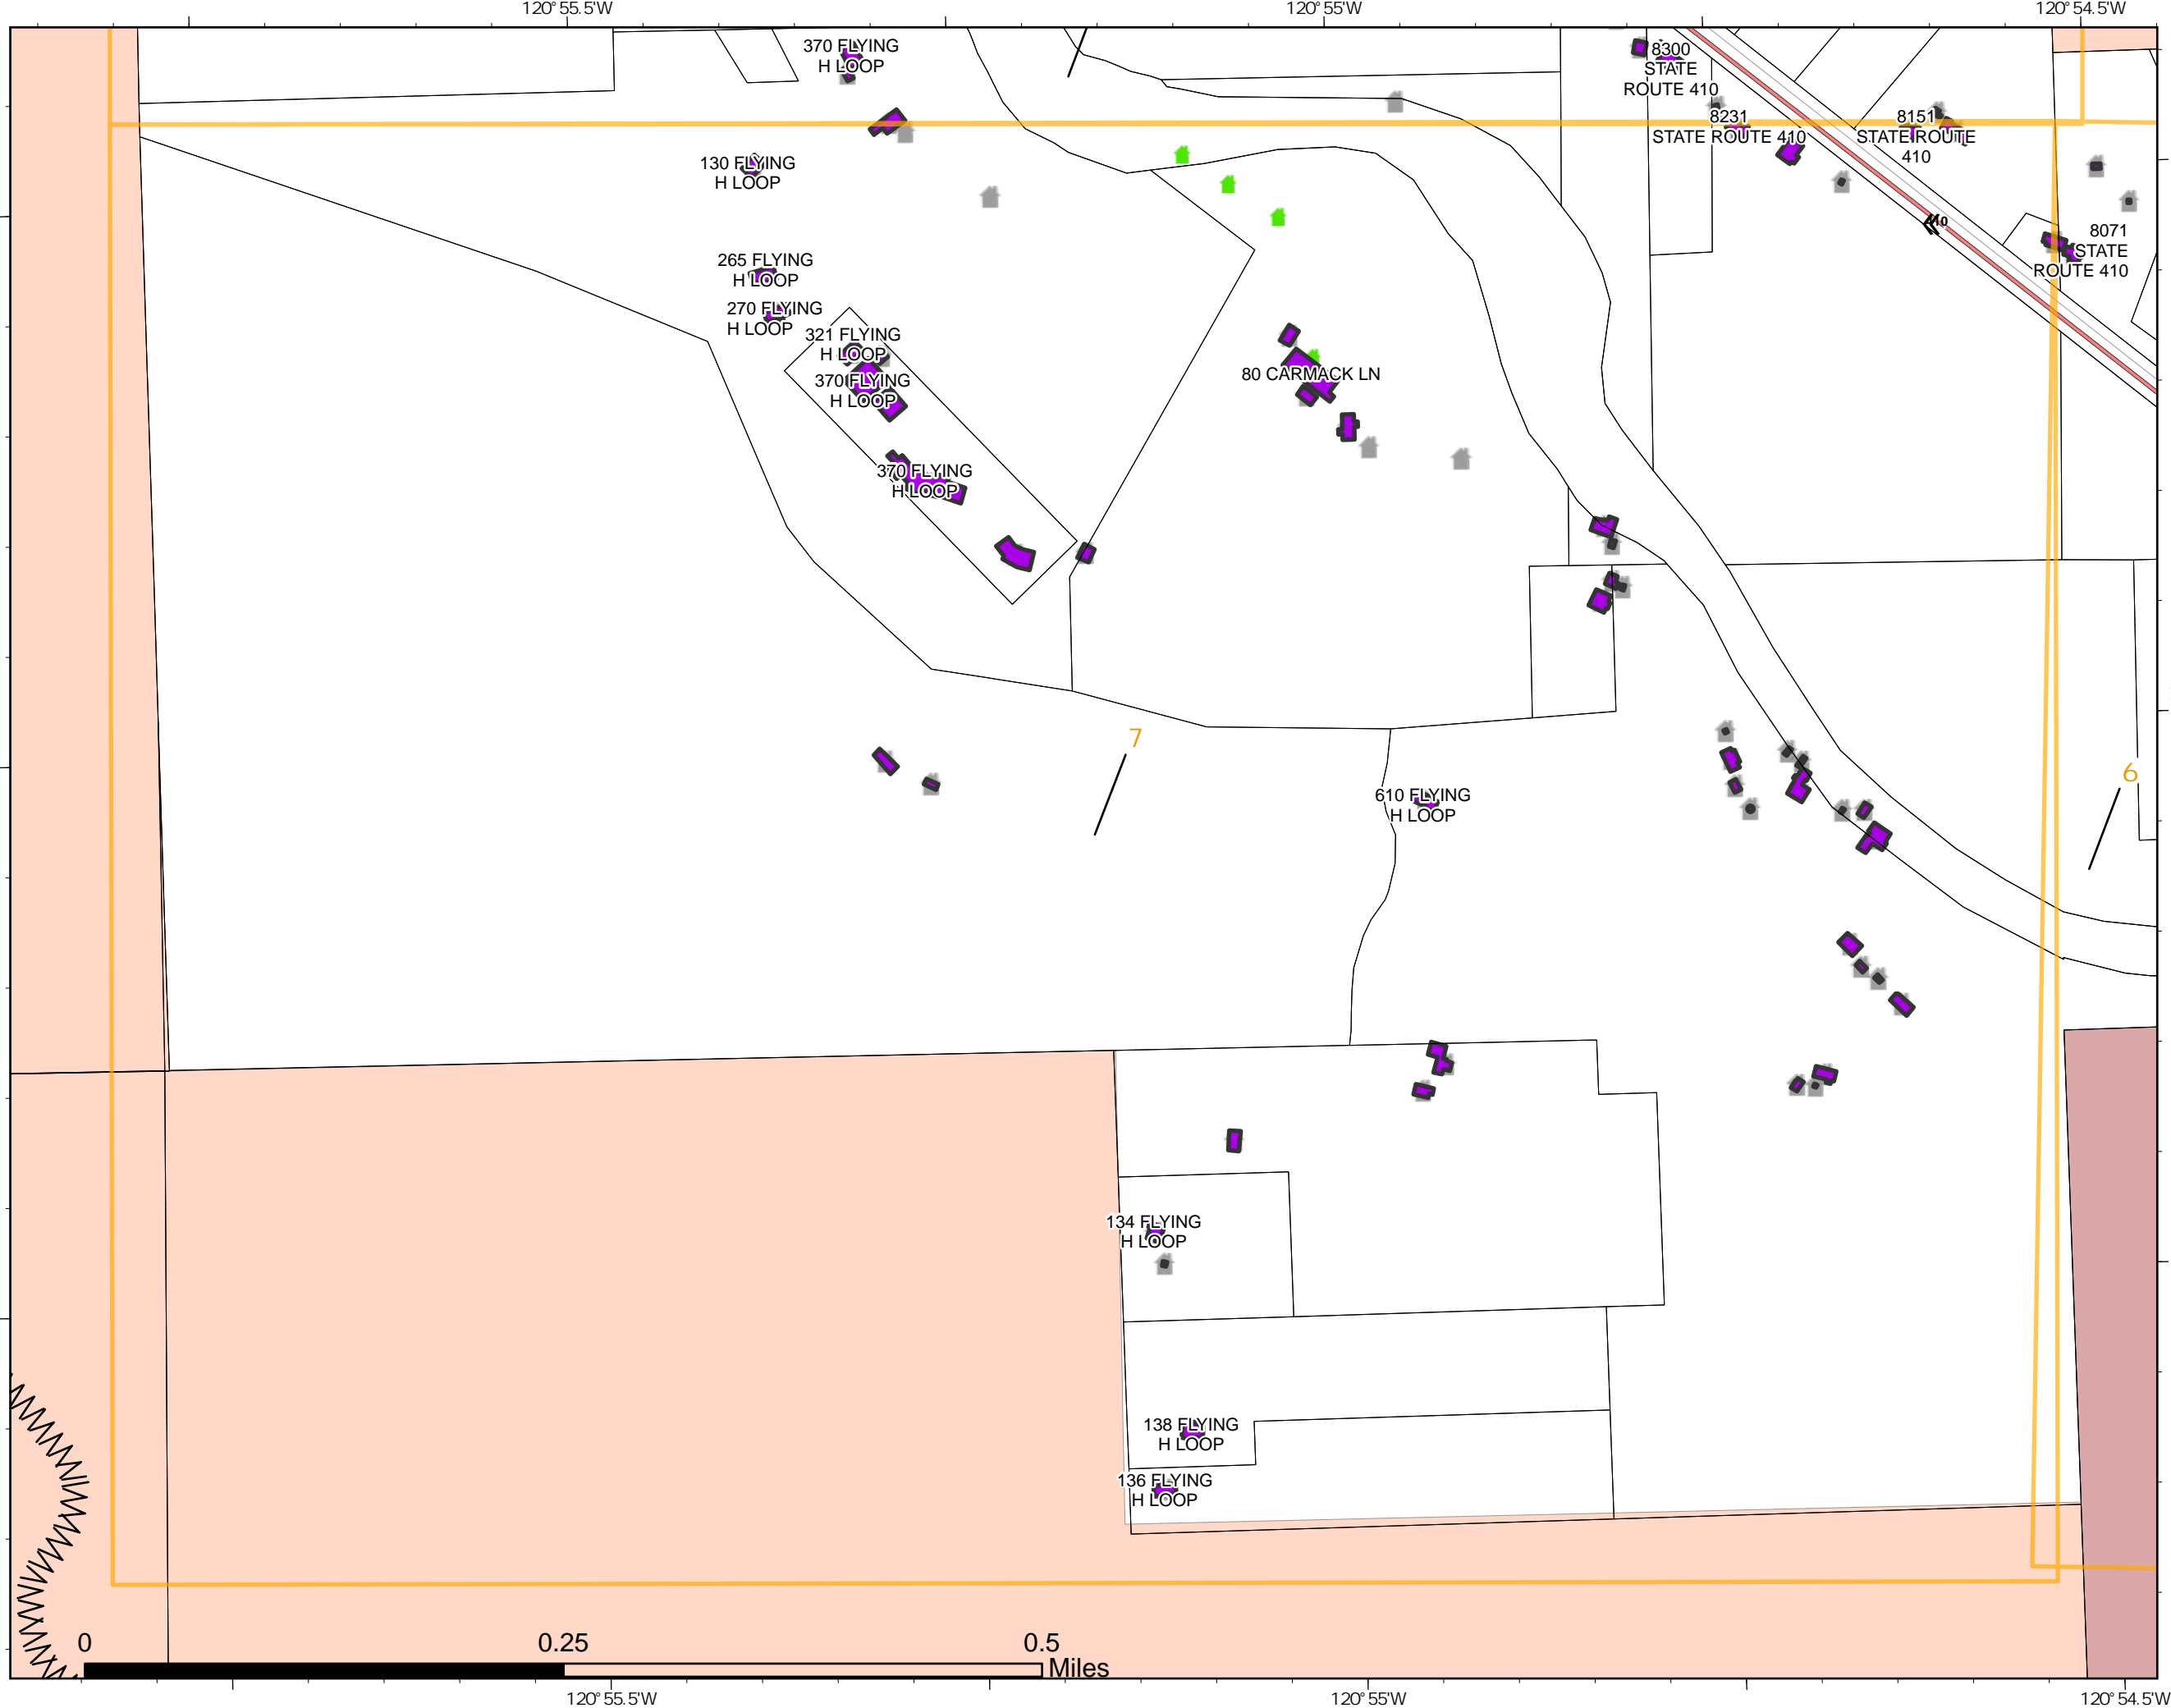 120°55.5'W
120°55'W
120°54.5'W
370 FLYING
H LOOP
8300
STATE
ROUTE 410
8231
STATE ROUTE 410
8151
STATE ROUTE
410
130 FLYING
H LOOP
8071
STATE
ROUTE 410
265 FLYING
H LOOP
270 FLYING
H LOOP
321 FLYING
H LOOP
370 FLYING
H LOOP
80 CARMACK LN
370 FLYING
H LOOP
7
6
610 FLYING
H LOOP
134 FLYING
H LOOP
138 FLYING
H LOOP
136 FLYING
H LOOP
0
0.25
0.5
Miles
120°55.5'W
120°55'W
120°54.5'W